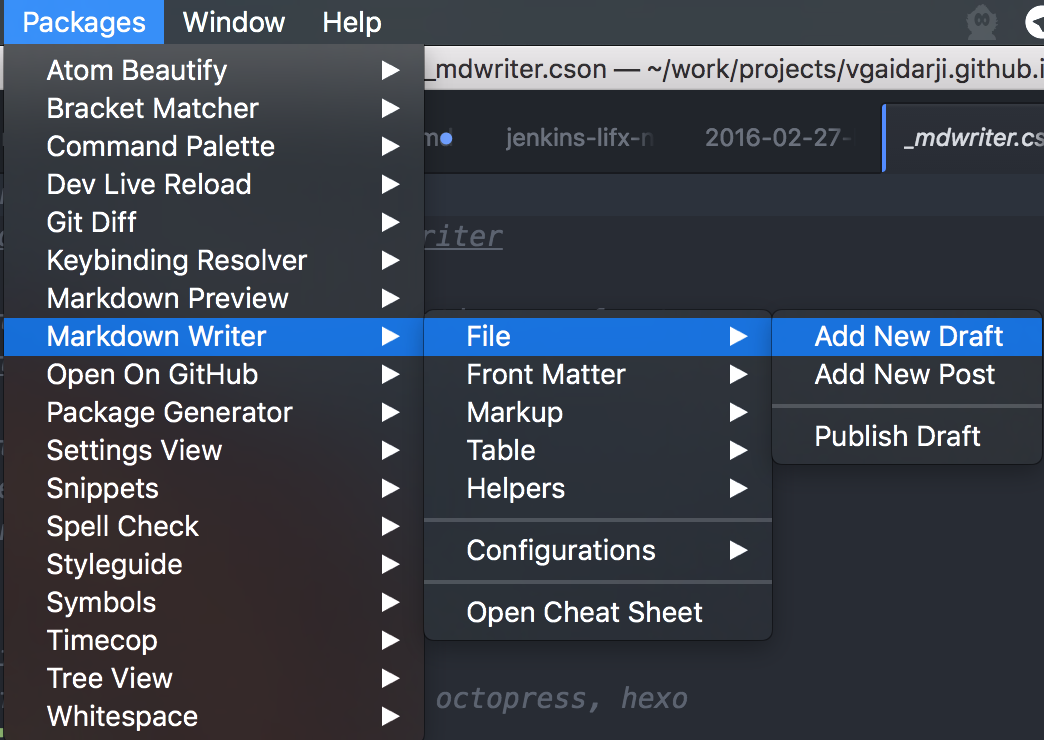 Packages Window Help
_mdwriter.cson — ~/work/projects/vgaidarji.github.i
jenkins-lifx-n 2016-02-27- _mdwriter.cs
riter
Atom Beautify
Bracket Matcher
Command Palette
Dev Live Reload
Git Diff
Keybinding Resolver
Markdown Preview
Markdown Writer
Open On GitHub
Package Generator
Settings View
Snippets
Spell Check
Styleguide
Symbols
Timecop
Tree View
Whitespace
File
Front Matter
Markup
Table
Helpers
Configurations
Open Cheat Sheet
Add New Draft
Add New Post
Publish Draft
octopress, hexo